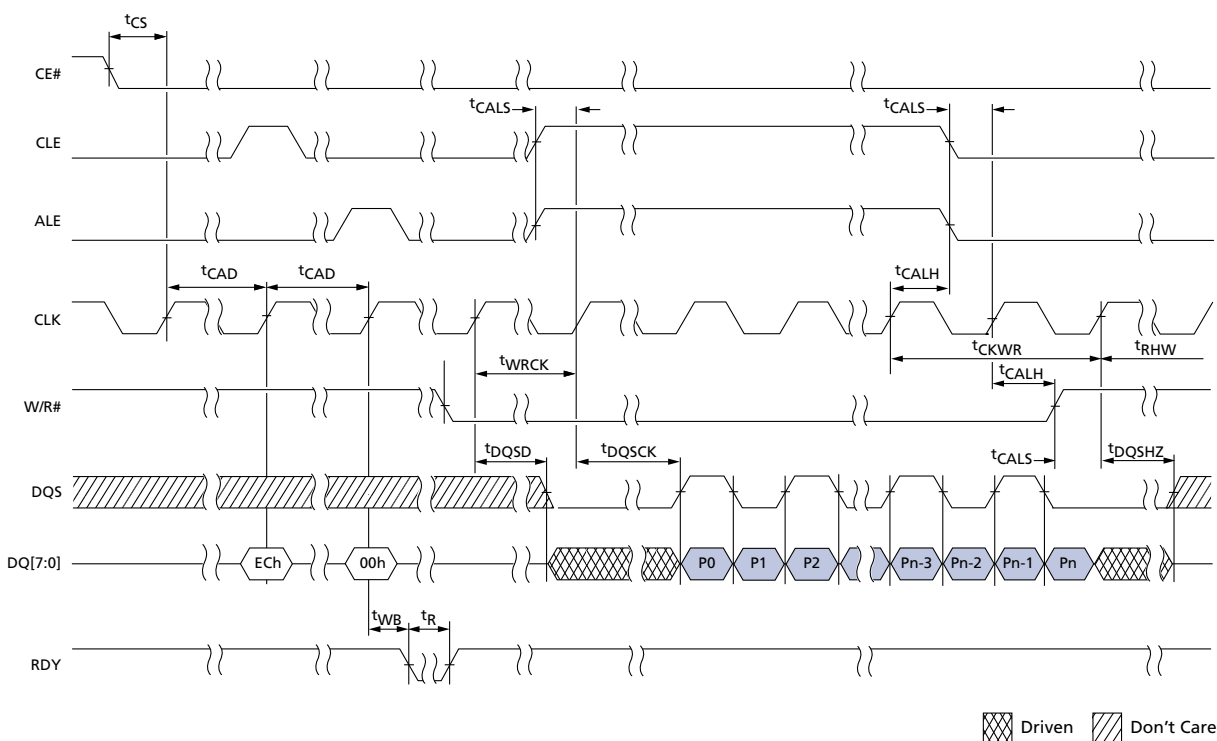 tCS
CE#
tCALS
tCALS
CLE
ALE
tCAD
tCAD
tCALH
CLK
tWRCK
tCKWR
tRHW
tCALH
W/R#
tDQSD
tDQSCK
tCALS
tDQSHZ
DQS
DQ[7:0]
ECh
00h
P0
P1
P2
Pn-3
Pn-2
Pn-1
Pn
tWB
tR
RDY
Driven
Don't Care